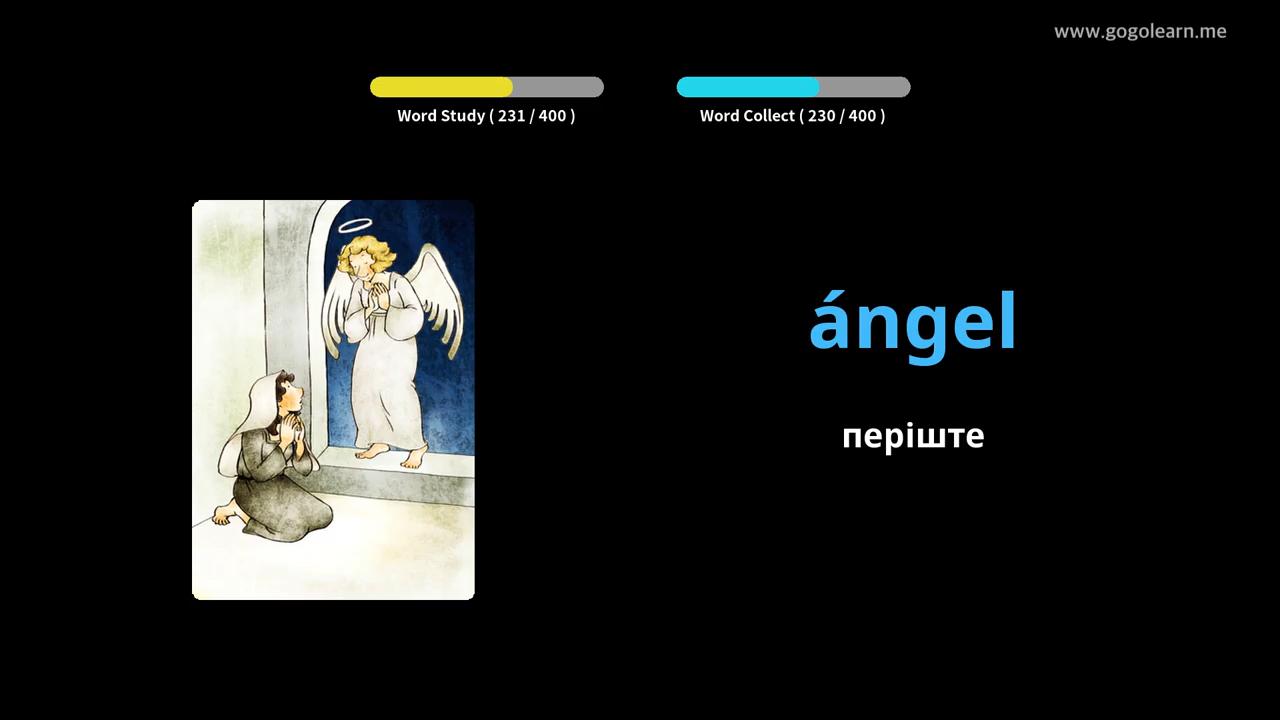 www.gogolearn.me
Word Study ( 231 / 400 )
Word Collect ( 230 / 400 )
ángel
періште